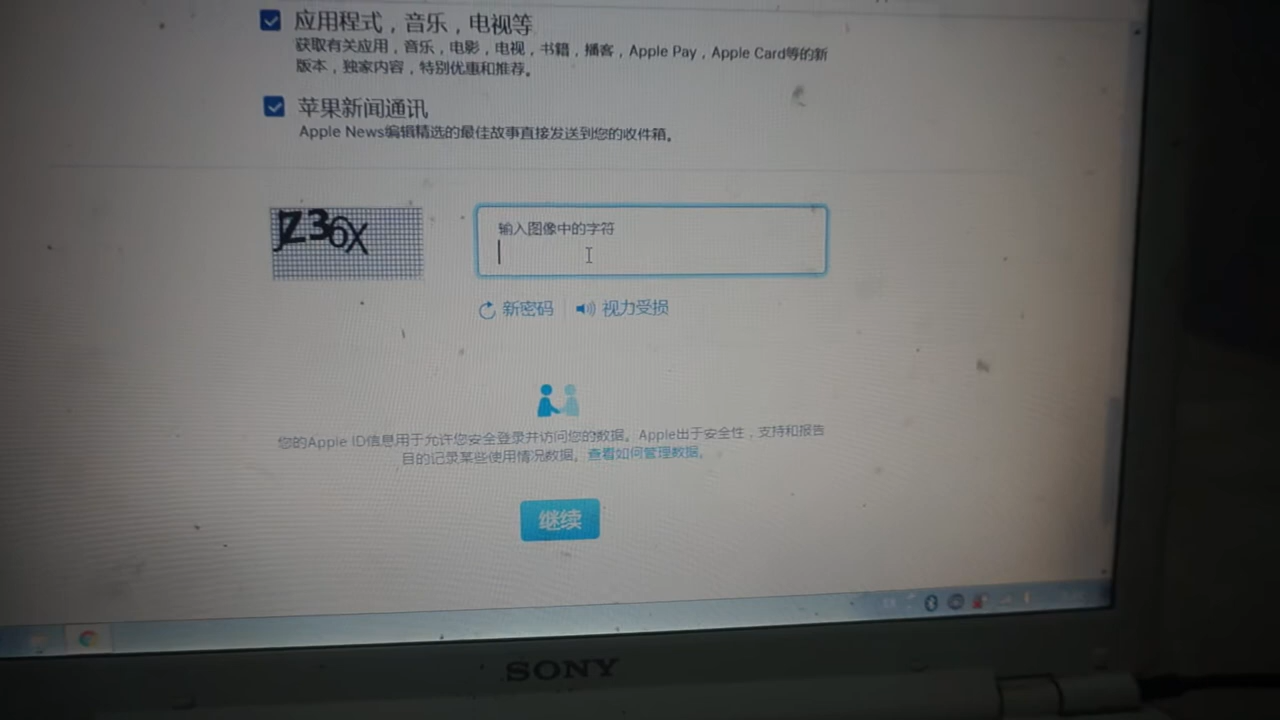 应用程式，音乐，电视等
获取有关应用，音乐，电影，电视，书籍，播客，Apple Pay，Apple Card等的新
版本，独家内容，特别优惠和推荐。
苹果新闻通讯
Apple News编辑精选的最佳故事直接发送到您的收件箱。
输入图像中的字符
新密码
视力受损
您的Apple ID信息用于允许您安全登录并访问您的数据。Apple出于安全性，支持和报告
目的记录某些使用情况数据。查看如何管理数据。
继续
SONY